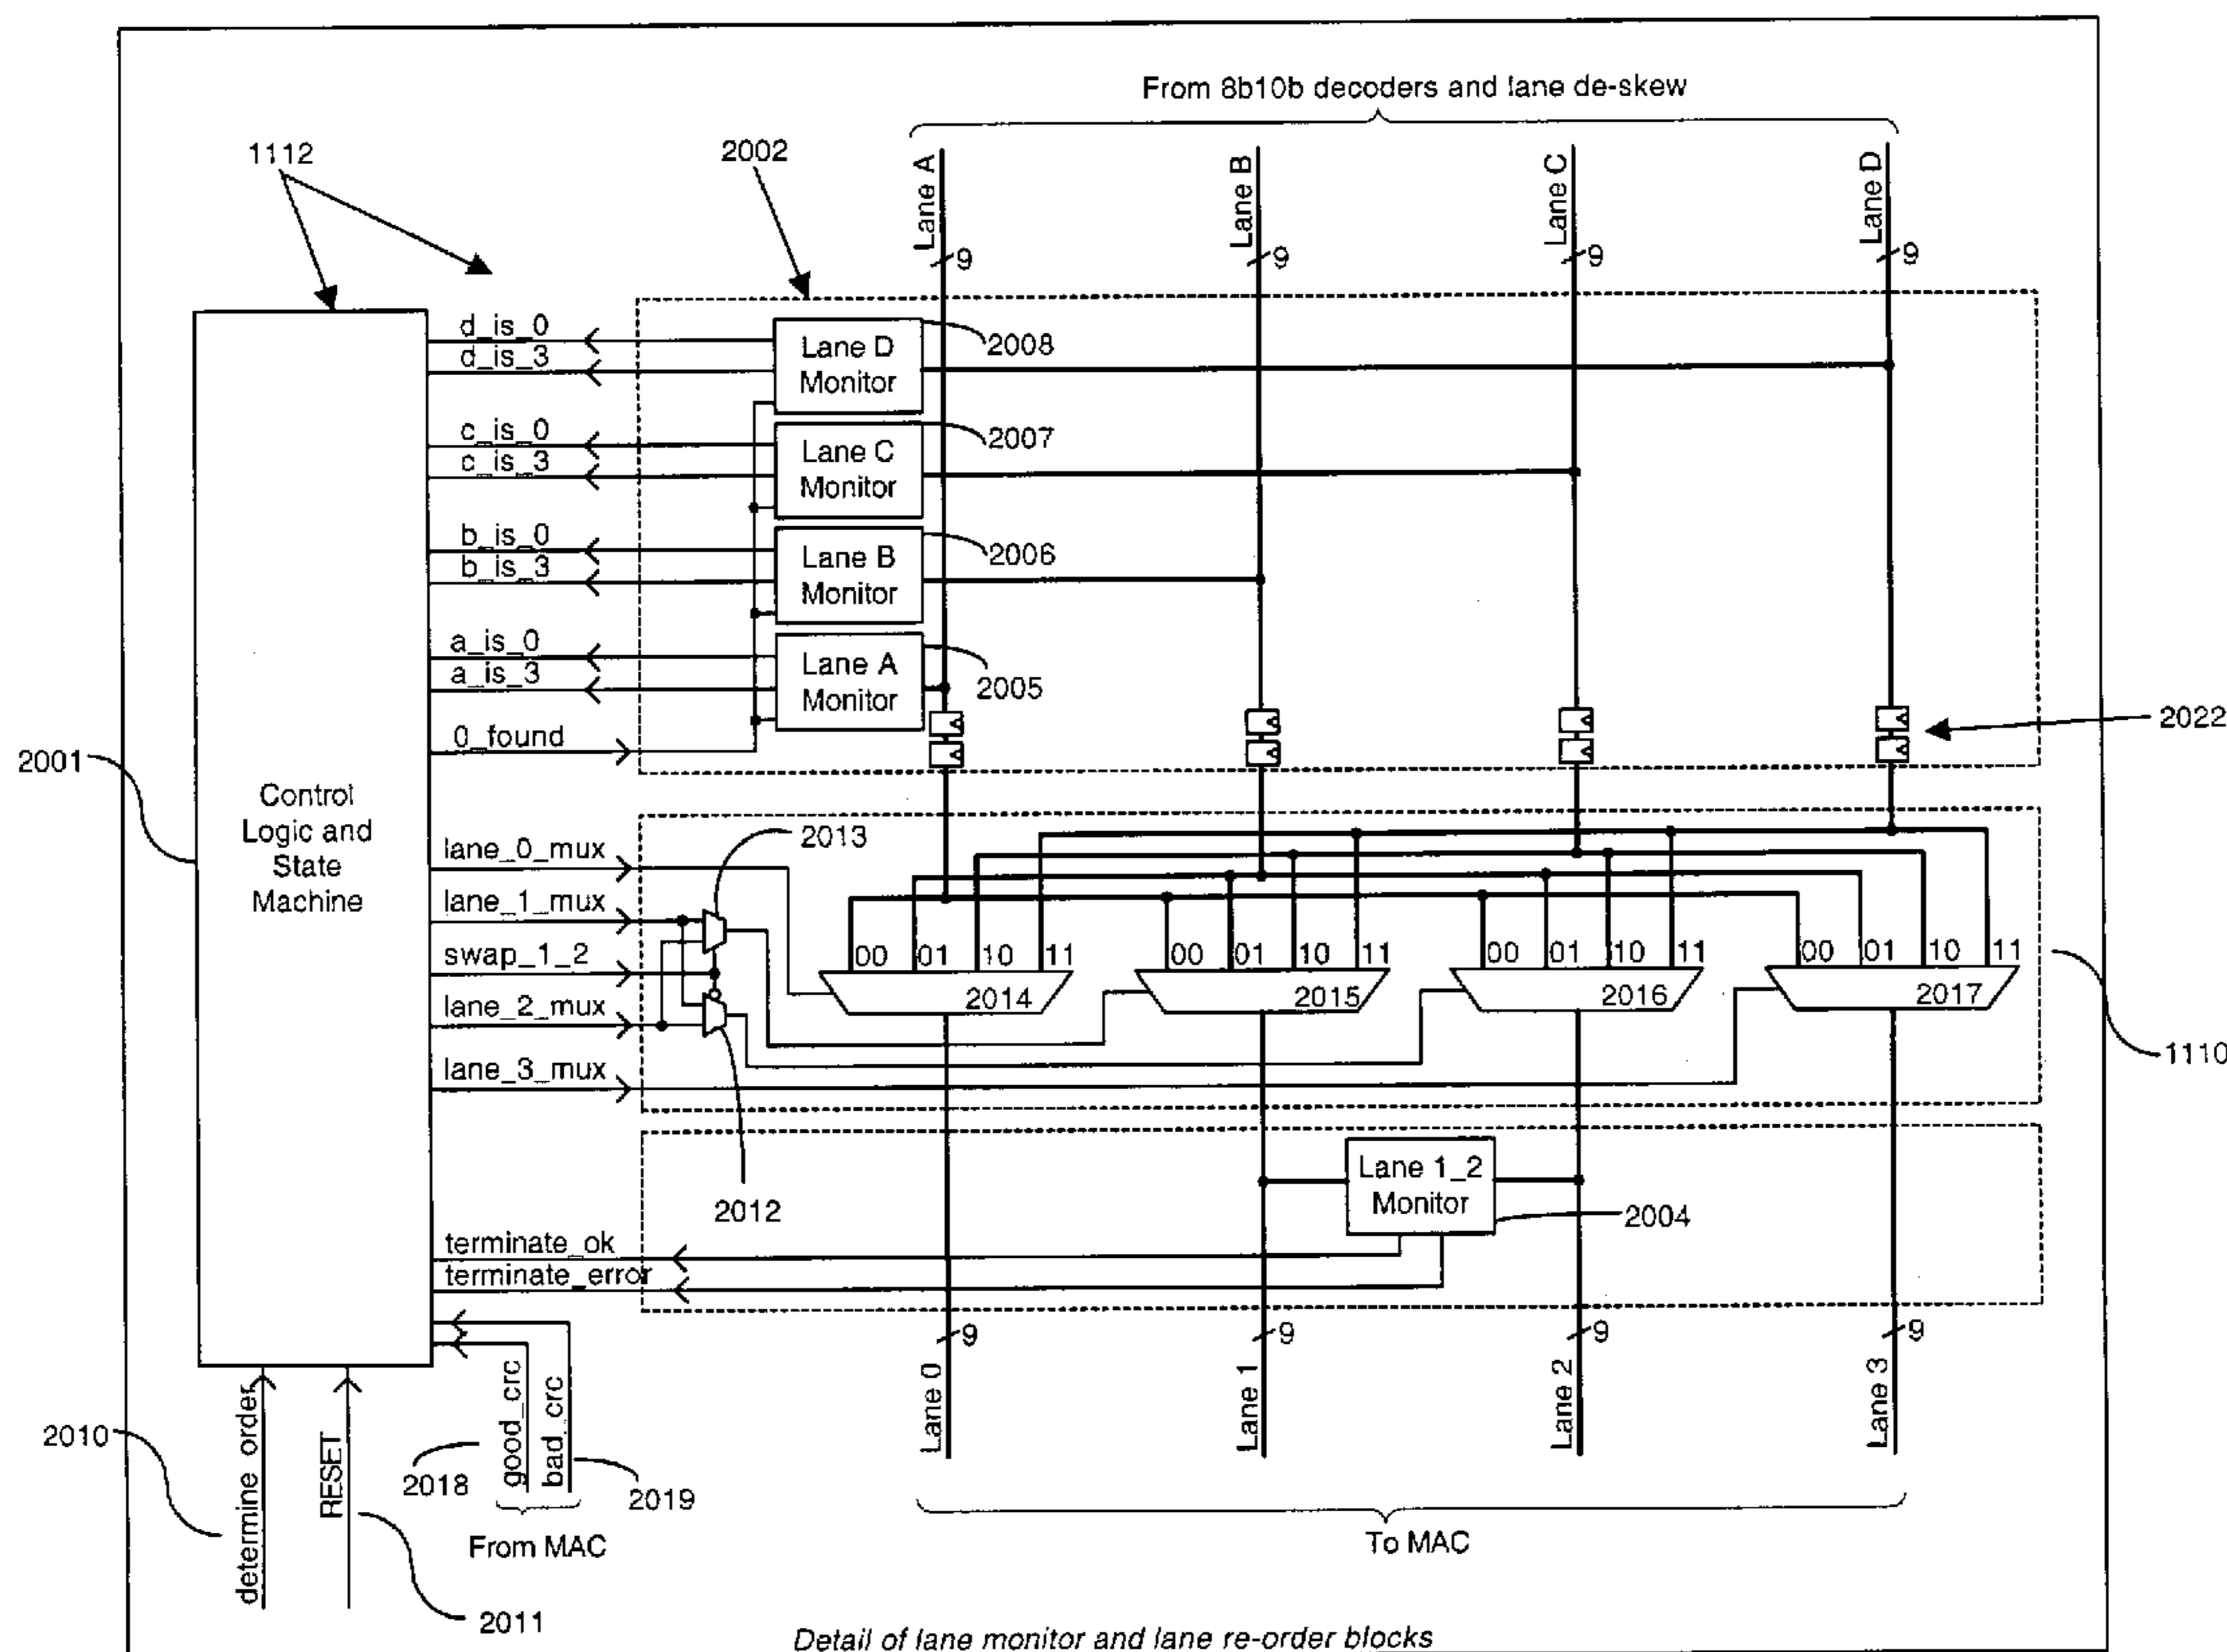 From 8b10b decoders and lane de-skew
1112
2002
Lane A
Lane B
Lane C
Lane D
9
9
9
9
d_is_0
d_is_3
Lane D
Monitor
2008
c_is_0
c_is_3
Lane C
Monitor
2007
b_is_0
b_is_3
Lane B
Monitor
2006
a_is_0
a_is_3
Lane A
Monitor
2005
0_found
2022
2001
Control
Logic and
State
Machine
2013
lane_0_mux
lane_1_mux
swap_1_2
lane_2_mux
lane_3_mux
00 01 10 11
00 01 10 11
00 01 10 11
00 01 10 11
2014
2015
2016
2017
1110
2012
Lane 1_2
Monitor
2004
terminate_ok
terminate_error
9
9
9
9
Lane 0
Lane 1
Lane 2
Lane 3
2010
determine order
RESET
2018
good_crc
bad_crc
2019
From MAC
To MAC
2011
Detail of lane monitor and lane re-order blocks